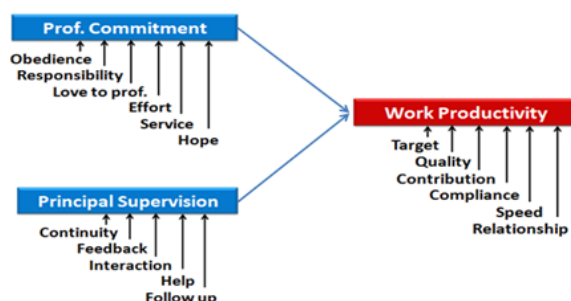 Prof. Commitment
Obedience
Responsibility
Love to prof.
Effort
Service
Hope
Work Productivity
Target
Quality
Contribution
Compliance
Speed
Relationship
Principal Supervision
Continuity
Feedback
Interaction
Help
Follow up